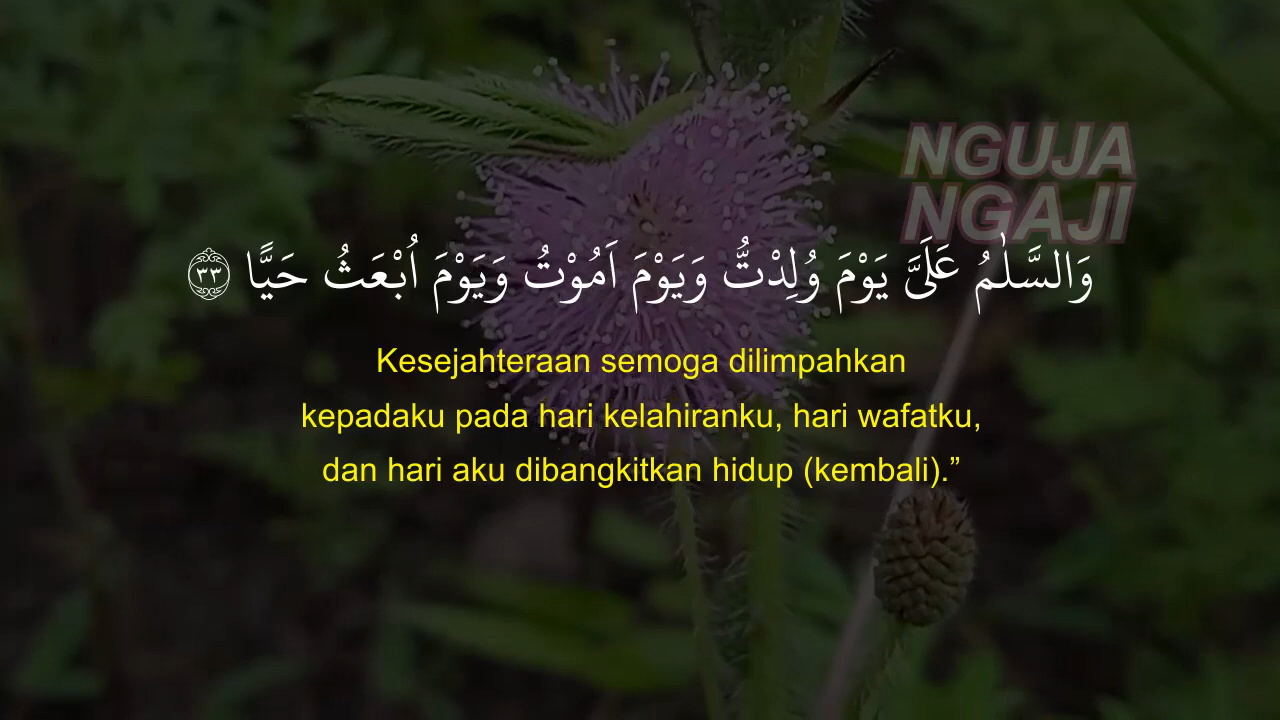 NGUJA
NGAJI
وَالسَّلٰمُ عَلَيَّ يَوْمَ وُلِدْتُّ وَيَوْمَ اَمُوْتُ وَيَوْمَ اُبْعَثُ حَيًّا ۝٣٣
Kesejahteraan semoga dilimpahkan
kepadaku pada hari kelahiranku, hari wafatku,
dan hari aku dibangkitkan hidup (kembali).”